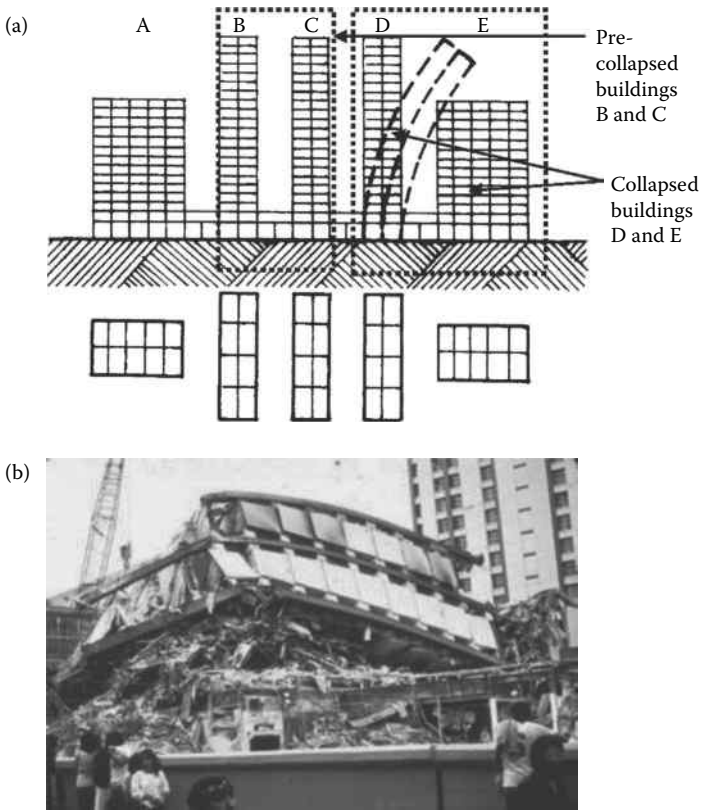 (a)
A
B
C
D
E
Pre-
collapsed
buildings
B and C
Collapsed
buildings
D and E
(b)